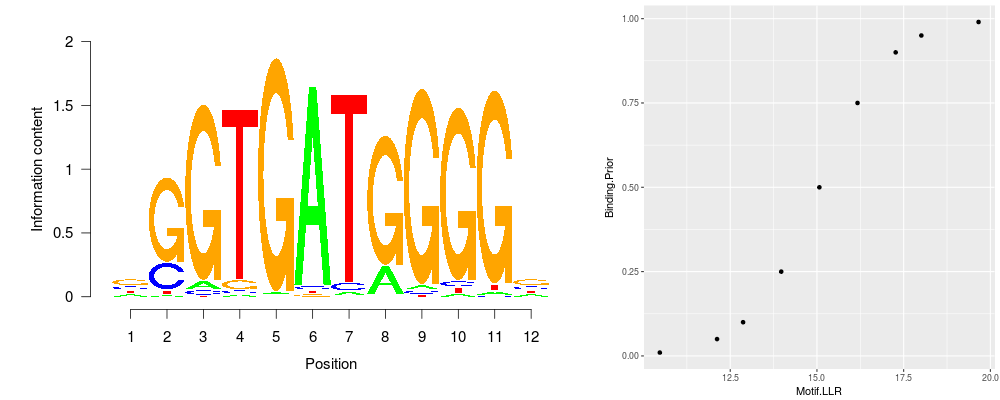 2
1.5
1
0.5
0
Information content
G C G A G T G G A T G A G G G
1 2 3 4 5 6 7 8 9 10 11 12
Position
1.00
0.75
0.50
0.25
0.00
Binding.Prior
12.5 15.0 17.5 20.0
Motif.LLR